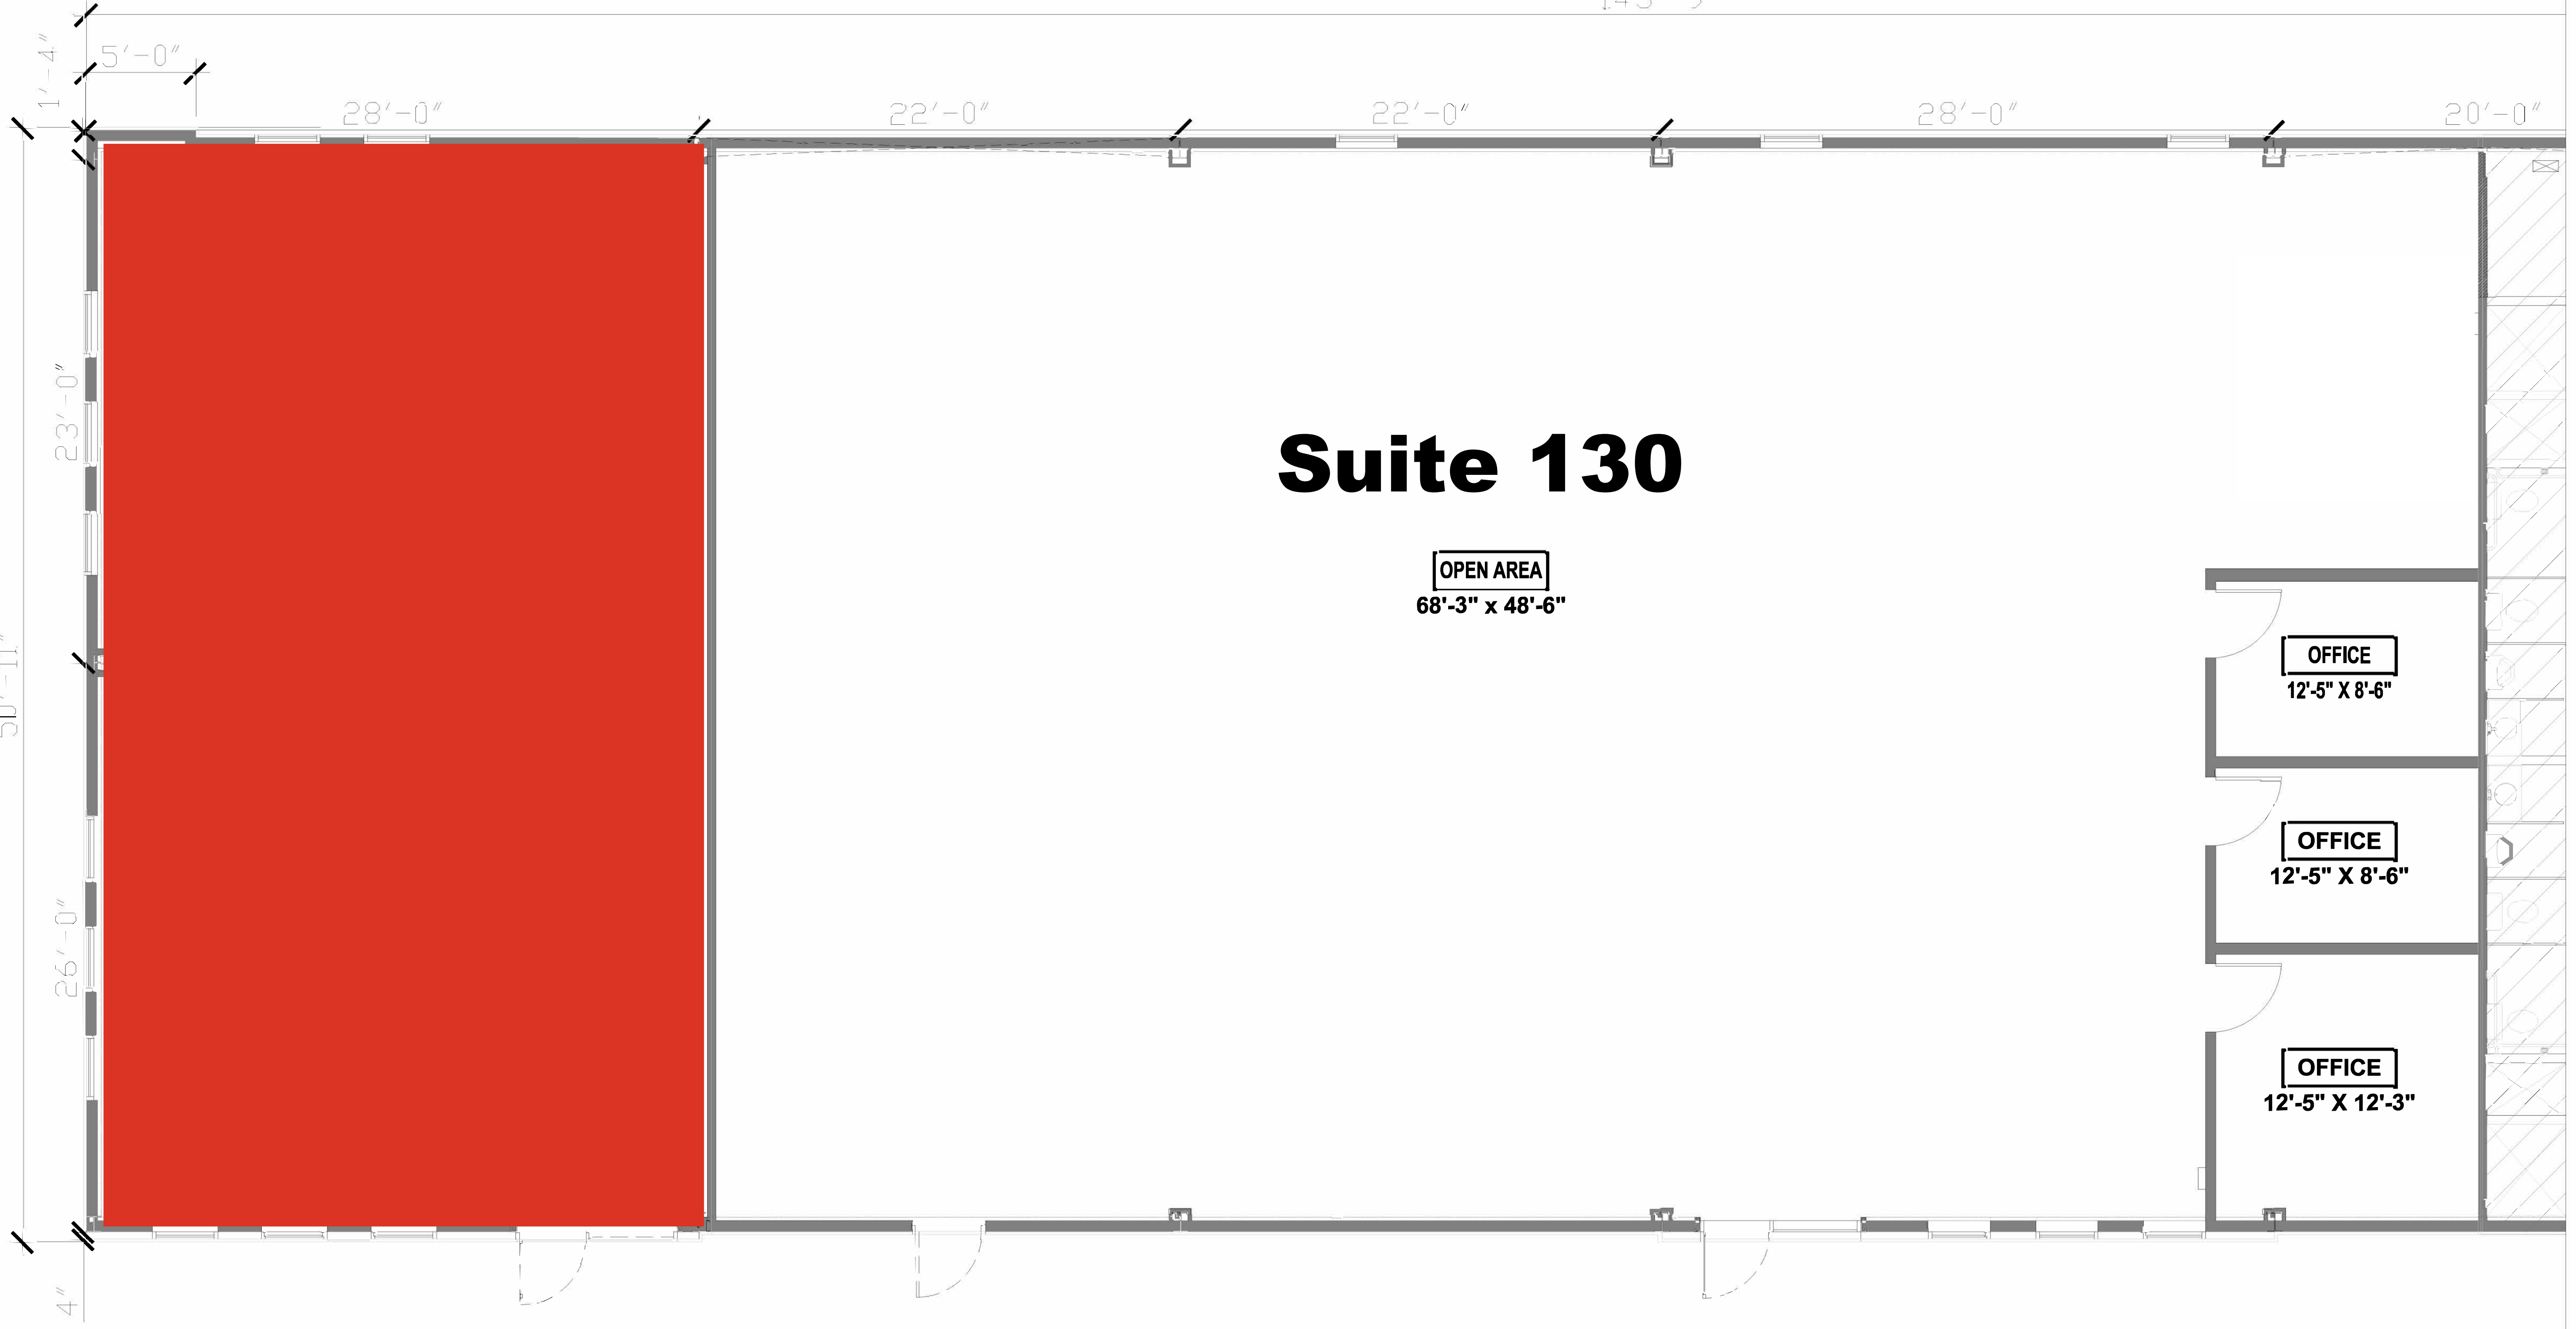 5'-0"
1'-4"
28'-0"
22'-0"
22'-0"
28'-0"
20'-0"
23'-0"
Suite 130
OPEN AREA
68'-3" x 48'-6"
OFFICE
12'-5" X 8'-6"
50'-11"
OFFICE
12'-5" X 8'-6"
26'-0"
OFFICE
12'-5" X 12'-3"
4"